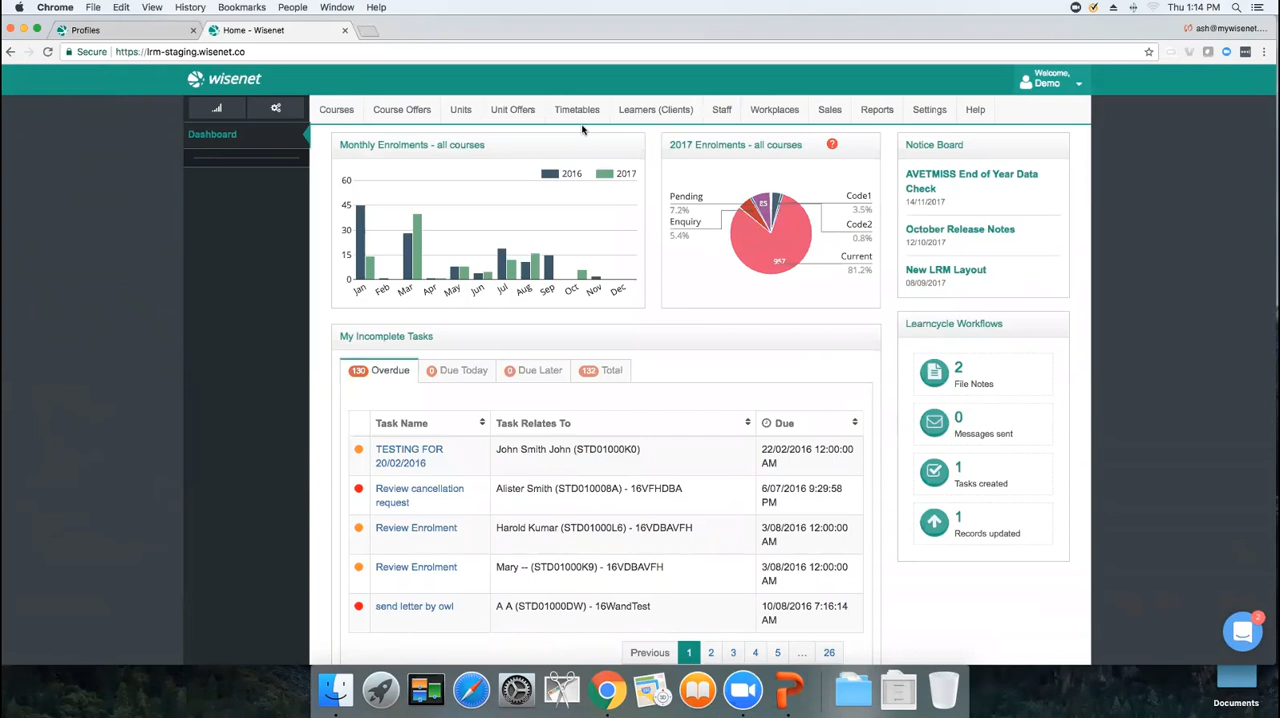 Chrome File Edit View History Bookmarks People Window Help Thu 1:14 PM
Profiles Home - Wisenet ash@mywisenet....
Secure https://lrm-staging.wisenet.co
wisenet Welcome,
Demo
Courses Course Offers Units Unit Offers Timetables Learners (Clients) Staff Workplaces Sales Reports Settings Help
Dashboard
Monthly Enrolments - all courses
2016 2017
60
45
30
15
0
Jan Feb Mar Apr May Jun Jul Aug Sep Oct Nov Dec
2017 Enrolments - all courses ?
Pending
7.2%
Enquiry
5.4%
85
957
Code1
3.5%
Code2
0.8%
Current
81.2%
Notice Board
AVETMISS End of Year Data
Check
14/11/2017
October Release Notes
12/10/2017
New LRM Layout
08/09/2017
My Incomplete Tasks
130 Overdue 0 Due Today 0 Due Later 132 Total
Task Name Task Relates To Due
TESTING FOR
20/02/2016
John Smith John (STD01000K0)
22/02/2016 12:00:00
AM
Review cancellation
request
Alister Smith (STD010008A) - 16VFHDBA
6/07/2016 9:29:58
PM
Review Enrolment
Harold Kumar (STD01000L6) - 16VDBAVFH
3/08/2016 12:00:00
AM
Review Enrolment
Mary -- (STD01000K9) - 16VDBAVFH
3/08/2016 12:00:00
AM
send letter by owl
A A (STD01000DW) - 16WandTest
10/08/2016 7:16:14
AM
Previous 1 2 3 4 5 ... 26
Learncycle Workflows
2
File Notes
0
Messages sent
1
Tasks created
1
Records updated
2
Documents